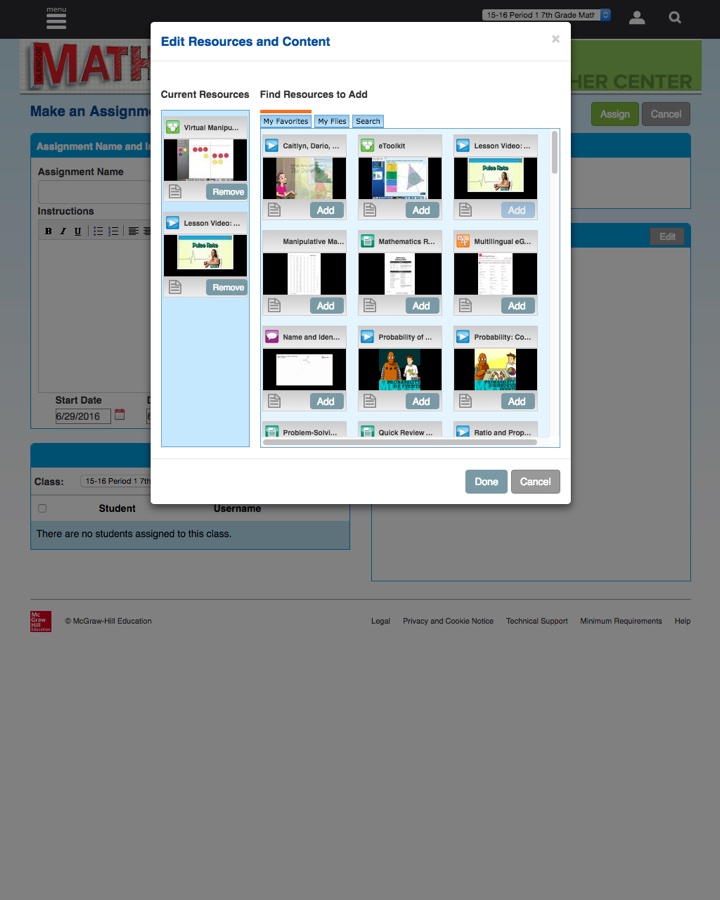 menu
15-16 Period 1 7th Grade Math
MATH
HER CENTER
Edit Resources and Content
×
Make an Assignme
Assign
Cancel
Assignment Name and In
Assignment Name
Instructions
B I U
Edit
Start Date
6/29/2016
Current Resources
Virtual Manipu...
Remove
Lesson Video: ...
Pulse Rate
Remove
Find Resources to Add
My Favorites
My Files
Search
Caitlyn, Dario, ...
eToolkit
Lesson Video: ...
Pulse Rate
Add
Add
Add
Manipulative Ma...
Mathematics R...
Multilingual eG...
Add
Add
Add
Name and Iden...
Probability of ...
Probability: Co...
Add
Add
Add
Problem-Solvi...
Quick Review ...
Ratio and Prop...
Done
Cancel
Class:
15-16 Period 1 7th
Student
Username
There are no students assigned to this class.
Mc
Graw
Hill
Education
© McGraw-Hill Education
Legal
Privacy and Cookie Notice
Technical Support
Minimum Requirements
Help